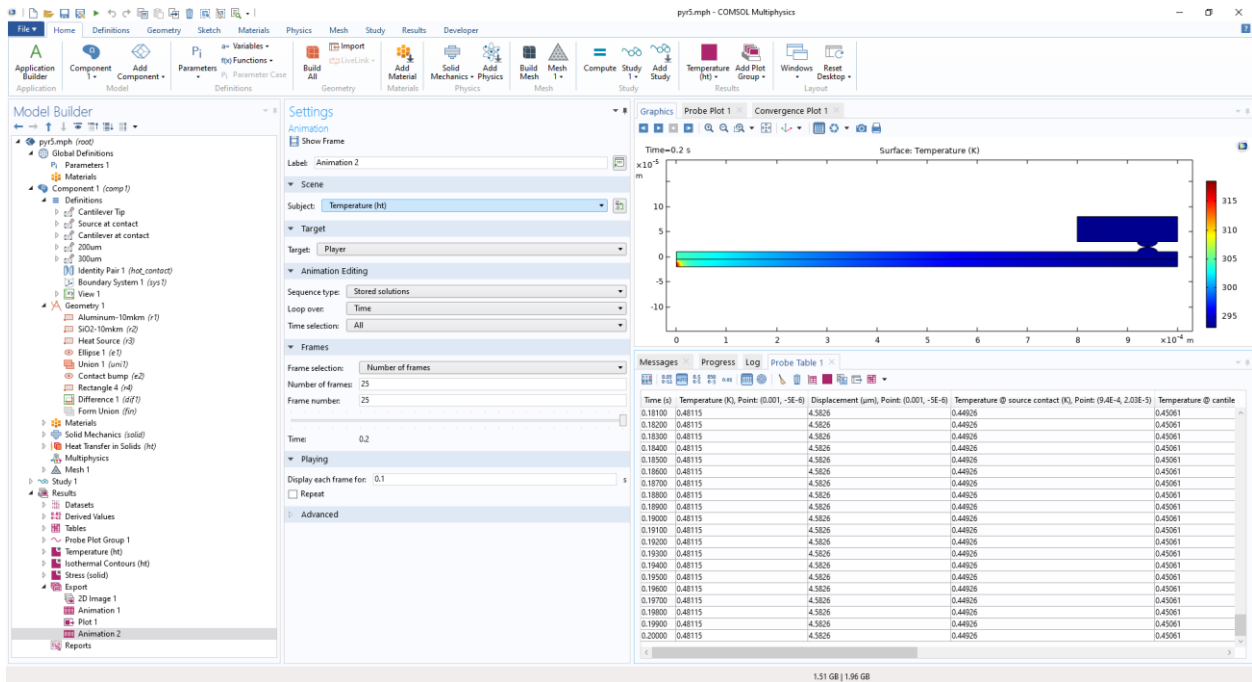 pyr5.mph - COMSOL Multiphysics
File Home Definitions Geometry Sketch Materials Physics Mesh Study Results Developer
Application Builder
Component 1
Add Component
Parameters
a= Variables
f(x) Functions
Pi Parameter Case
Build All
Import
LiveLink
Add Material
Solid Mechanics
Add Physics
Build Mesh
Mesh 1
Compute
Study 1
Add Study
Temperature (ht)
Add Plot Group
Windows
Reset Desktop
Application Model Definitions Geometry Materials Physics Mesh Study Results Layout
Model Builder
pyr5.mph (root)
Global Definitions
Pi Parameters 1
Materials
Component 1 (comp1)
Definitions
Cantilever Tip
Source at contact
Cantilever at contact
200um
300um
Identity Pair 1 (hot_contact)
Boundary System 1 (sys1)
View 1
Geometry 1
Aluminum-10mkm (r1)
SiO2-10mkm (r2)
Heat Source (r3)
Ellipse 1 (e1)
Union 1 (uni1)
Contact bump (e2)
Rectangle 4 (r4)
Difference 1 (dif1)
Form Union (fin)
Materials
Solid Mechanics (solid)
Heat Transfer in Solids (ht)
Multiphysics
Mesh 1
Study 1
Results
Datasets
Derived Values
Tables
Probe Plot Group 1
Temperature (ht)
Isothermal Contours (ht)
Stress (solid)
Export
2D Image 1
Animation 1
Plot 1
Animation 2
Reports
Settings
Animation
Show Frame
Label: Animation 2
Scene
Subject: Temperature (ht)
Target
Target: Player
Animation Editing
Sequence type: Stored solutions
Loop over: Time
Time selection: All
Frames
Frame selection: Number of frames
Number of frames: 25
Frame number: 25
Time: 0.2
Playing
Display each frame for: 0.1 s
Repeat
Advanced
Graphics Probe Plot 1 Convergence Plot 1
Time=0.2 s Surface: Temperature (K)
×10⁻⁵
m
10
5
0
-5
-10
0 1 2 3 4 5 6 7 8 9 ×10⁻⁴ m
315
310
305
300
295
Messages Progress Log Probe Table 1
Time (s) Temperature (K), Point: (0.001, -5E-6) Displacement (µm), Point: (0.001, -5E-6) Temperature @ source contact (K), Point: (9.4E-4, 2.03E-5) Temperature @ cantile
0.18100 0.48115 4.5826 0.44926 0.45061
0.18200 0.48115 4.5826 0.44926 0.45061
0.18300 0.48115 4.5826 0.44926 0.45061
0.18400 0.48115 4.5826 0.44926 0.45061
0.18500 0.48115 4.5826 0.44926 0.45061
0.18600 0.48115 4.5826 0.44926 0.45061
0.18700 0.48115 4.5826 0.44926 0.45061
0.18800 0.48115 4.5826 0.44926 0.45061
0.18900 0.48115 4.5826 0.44926 0.45061
0.19000 0.48115 4.5826 0.44926 0.45061
0.19100 0.48115 4.5826 0.44926 0.45061
0.19200 0.48115 4.5826 0.44926 0.45061
0.19300 0.48115 4.5826 0.44926 0.45061
0.19400 0.48115 4.5826 0.44926 0.45061
0.19500 0.48115 4.5826 0.44926 0.45061
0.19600 0.48115 4.5826 0.44926 0.45061
0.19700 0.48115 4.5826 0.44926 0.45061
0.19800 0.48115 4.5826 0.44926 0.45061
0.19900 0.48115 4.5826 0.44926 0.45061
0.20000 0.48115 4.5826 0.44926 0.45061
1.51 GB | 1.96 GB